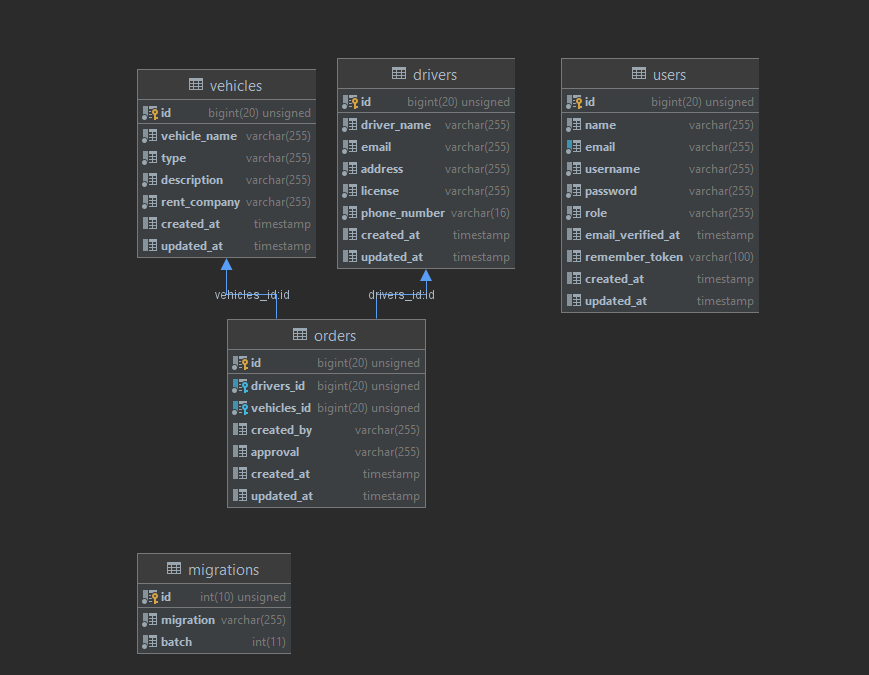 vehicles
id bigint(20) unsigned
vehicle_name varchar(255)
type varchar(255)
description varchar(255)
rent_company varchar(255)
created_at timestamp
updated_at timestamp
drivers
id bigint(20) unsigned
driver_name varchar(255)
email varchar(255)
address varchar(255)
license varchar(255)
phone_number varchar(16)
created_at timestamp
updated_at timestamp
users
id bigint(20) unsigned
name varchar(255)
email varchar(255)
username varchar(255)
password varchar(255)
role varchar(255)
email_verified_at timestamp
remember_token varchar(100)
created_at timestamp
updated_at timestamp
vehicles_id:id
drivers_id:id
orders
id bigint(20) unsigned
drivers_id bigint(20) unsigned
vehicles_id bigint(20) unsigned
created_by varchar(255)
approval varchar(255)
created_at timestamp
updated_at timestamp
migrations
id int(10) unsigned
migration varchar(255)
batch int(11)